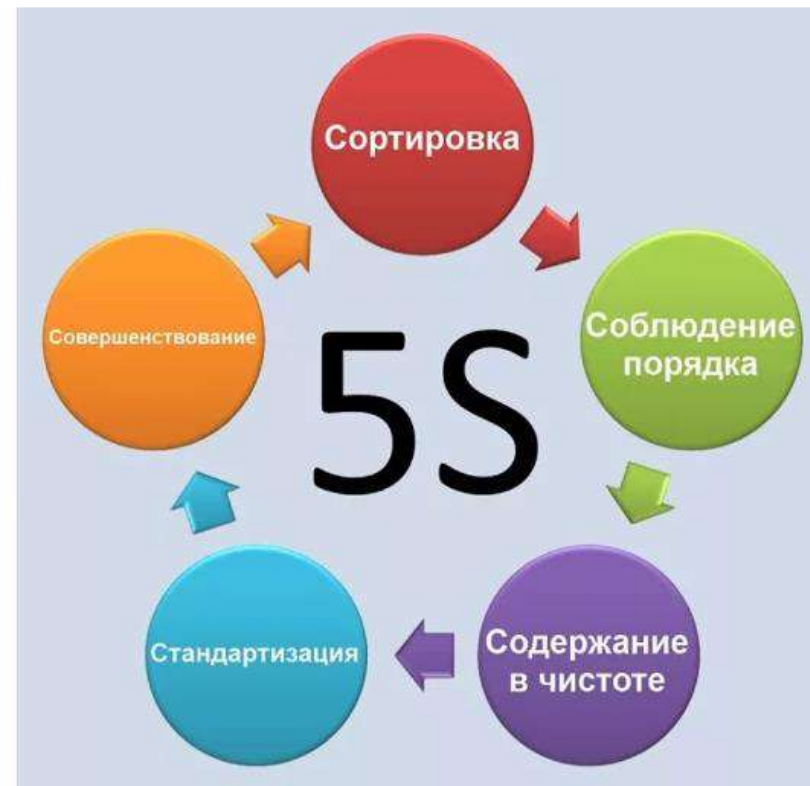 Сортировка
Соблюдение
порядка
Содержание
в чистоте
Стандартизация
Совершенствование
5S